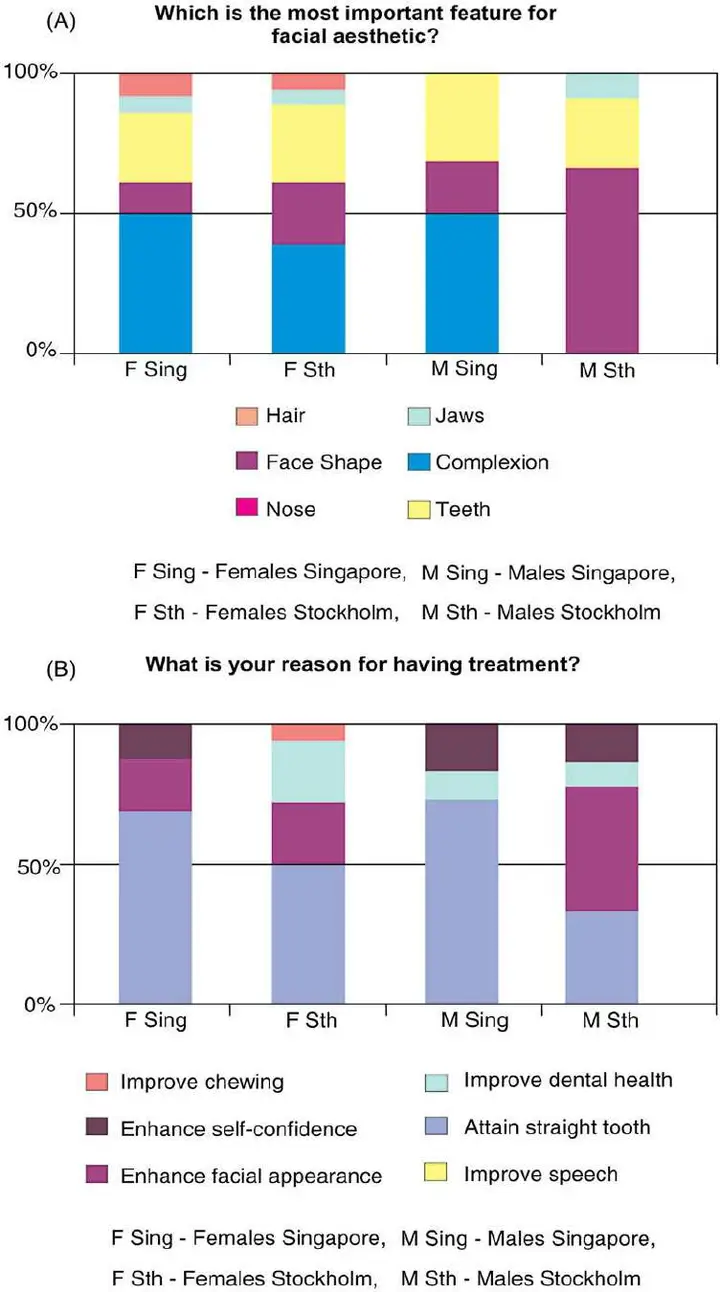 (A)
Which is the most important feature for
facial aesthetic?
100%
50%
0%
F Sing F Sth M Sing M Sth
Hair Jaws
Face Shape Complexion
Nose Teeth
F Sing - Females Singapore, M Sing - Males Singapore,
F Sth - Females Stockholm, M Sth - Males Stockholm
(B)
What is your reason for having treatment?
100%
50%
0%
F Sing F Sth M Sing M Sth
Improve chewing Improve dental health
Enhance self-confidence Attain straight tooth
Enhance facial appearance Improve speech
F Sing - Females Singapore, M Sing - Males Singapore,
F Sth - Females Stockholm, M Sth - Males Stockholm